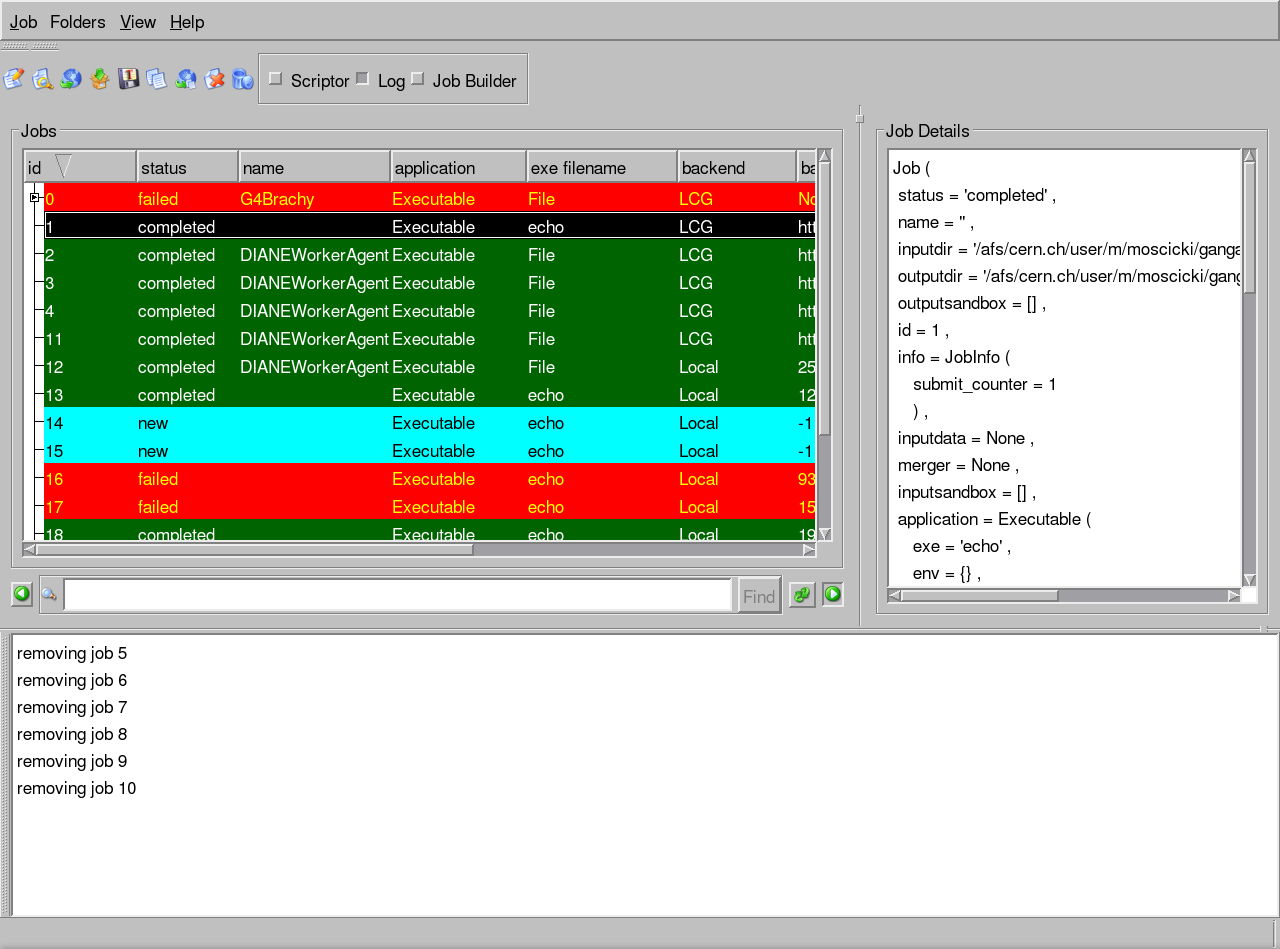 Job Folders View Help
Scriptor Log Job Builder
Jobs
id status name application exe filename backend ba
0 failed G4Brachy Executable File LCG No
1 completed Executable echo LCG htt
2 completed DIANEWorkerAgent Executable File LCG htt
3 completed DIANEWorkerAgent Executable File LCG htt
4 completed DIANEWorkerAgent Executable File LCG htt
11 completed DIANEWorkerAgent Executable File LCG htt
12 completed DIANEWorkerAgent Executable File Local 25
13 completed Executable echo Local 12
14 new Executable echo Local -1
15 new Executable echo Local -1
16 failed Executable echo Local 93
17 failed Executable echo Local 15
18 completed Executable echo Local 19
Find
Job Details
Job (
status = 'completed' ,
name = '' ,
inputdir = '/afs/cern.ch/user/m/moscicki/ganga
outputdir = '/afs/cern.ch/user/m/moscicki/gang
outputsandbox = [] ,
id = 1 ,
info = JobInfo (
submit_counter = 1
) ,
inputdata = None ,
merger = None ,
inputsandbox = [] ,
application = Executable (
exe = 'echo' ,
env = {} ,
removing job 5
removing job 6
removing job 7
removing job 8
removing job 9
removing job 10